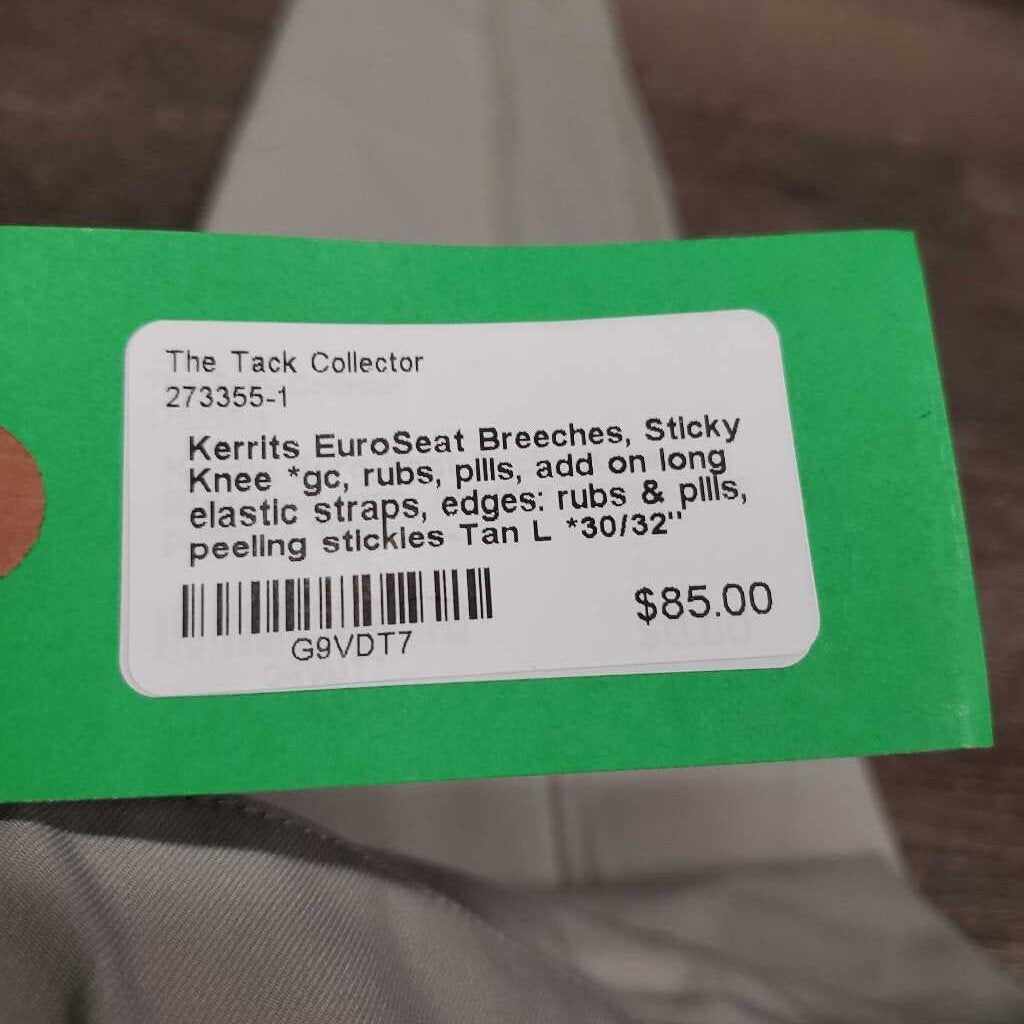 The Tack Collector
273355-1
Kerrits EuroSeat Breeches, Sticky
Knee *gc, rubs, pills, add on long
elastic straps, edges: rubs & pills,
peeling stickies Tan L *30/32"
$85.00
G9VDT7